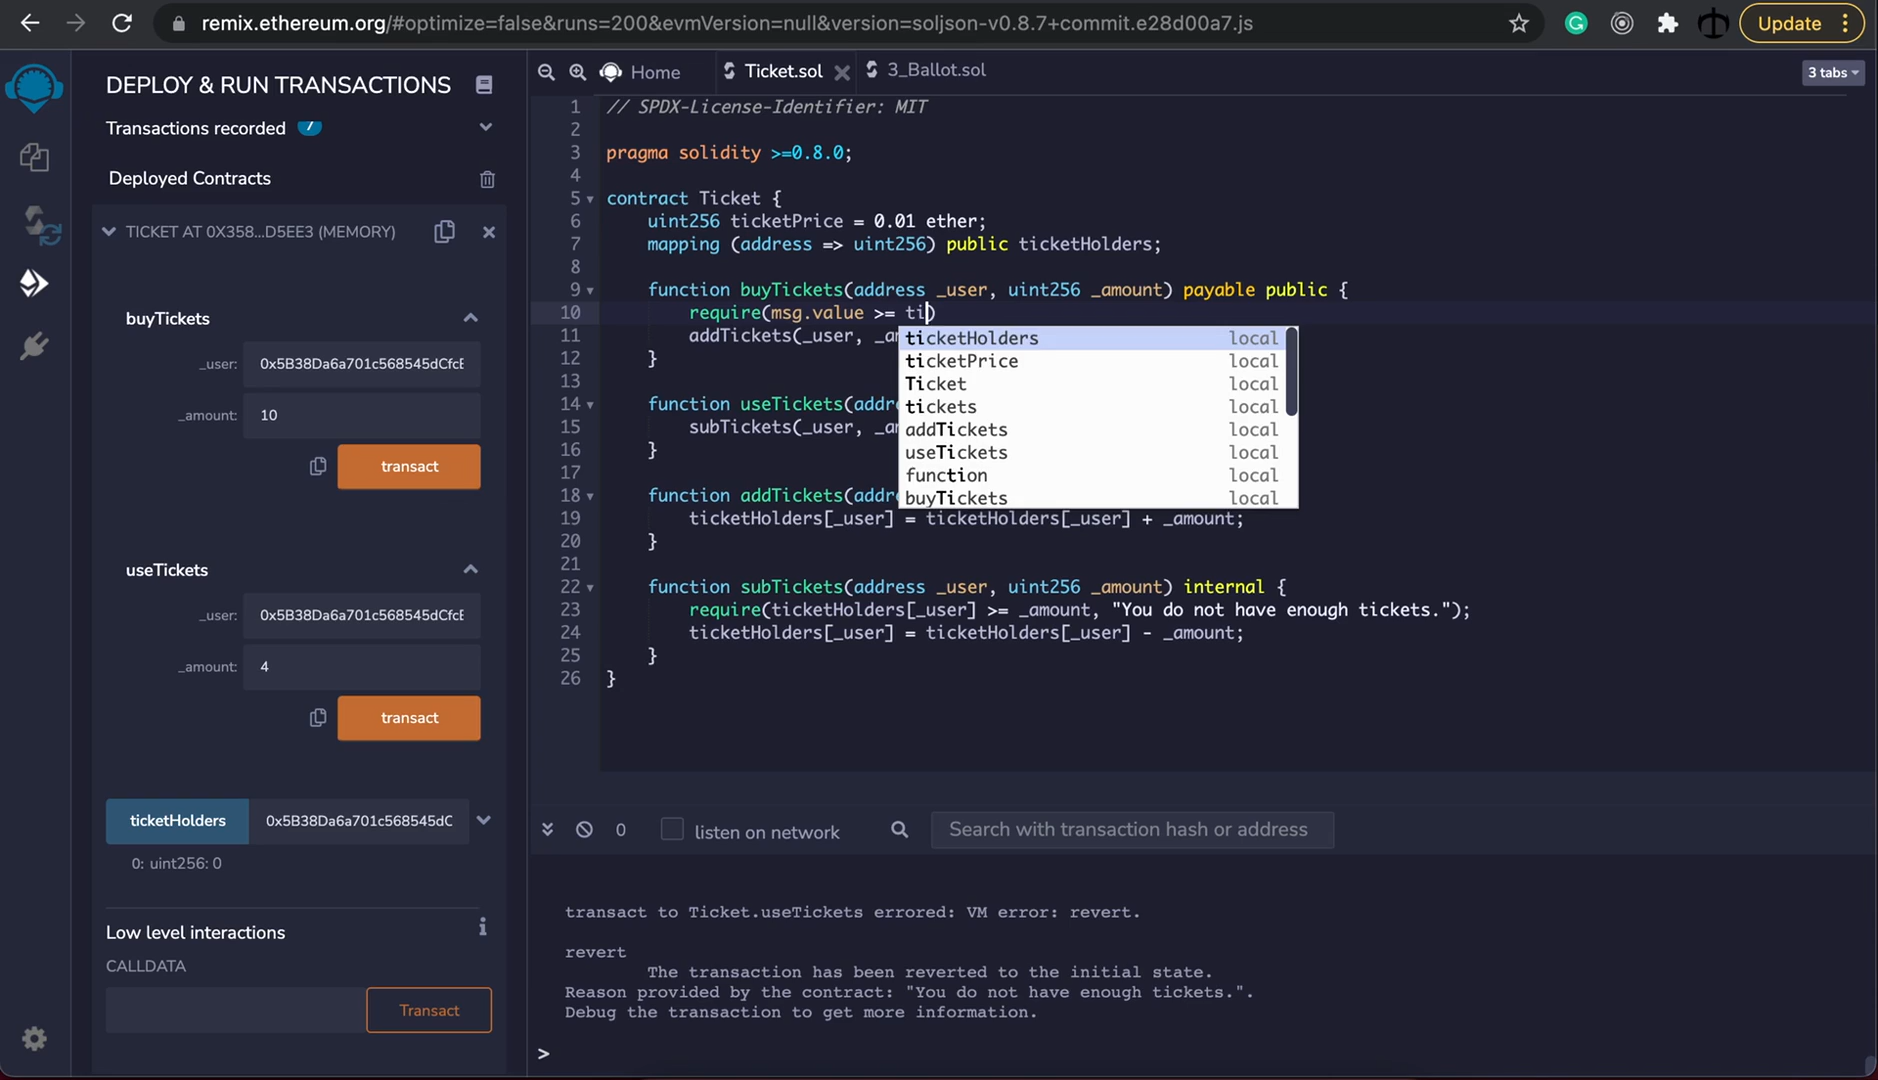 remix.ethereum.org/#optimize=false&runs=200&evmVersion=null&version=soljson-v0.8.7+commit.e28d00a7.js
Update
DEPLOY & RUN TRANSACTIONS
Transactions recorded 7
Deployed Contracts
TICKET AT 0X358...D5EE3 (MEMORY)
buyTickets
_user: 0x5B38Da6a701c568545dCfcE
_amount: 10
transact
useTickets
_user: 0x5B38Da6a701c568545dCfcE
_amount: 4
transact
ticketHolders 0x5B38Da6a701c568545dC
0: uint256: 0
Low level interactions
i
CALLDATA
Transact
Home
Ticket.sol
3_Ballot.sol
3 tabs
1 // SPDX-License-Identifier: MIT
2
3 pragma solidity >=0.8.0;
4
5 contract Ticket {
6 uint256 ticketPrice = 0.01 ether;
7 mapping (address => uint256) public ticketHolders;
8
9 function buyTickets(address _user, uint256 _amount) payable public {
10 require(msg.value >= ti)
11 addTickets(_user, _am
12 }
13
14 function useTickets(addr
15 subTickets(_user, _am
16 }
17
18 function addTickets(addr
19 ticketHolders[_user] = ticketHolders[_user] + _amount;
20 }
21
22 function subTickets(address _user, uint256 _amount) internal {
23 require(ticketHolders[_user] >= _amount, "You do not have enough tickets.");
24 ticketHolders[_user] = ticketHolders[_user] - _amount;
25 }
26 }
ticketHolders local
ticketPrice local
Ticket local
tickets local
addTickets local
useTickets local
function local
buyTickets local
0
listen on network
Search with transaction hash or address
transact to Ticket.useTickets errored: VM error: revert.
revert
The transaction has been reverted to the initial state.
Reason provided by the contract: "You do not have enough tickets.".
Debug the transaction to get more information.
>